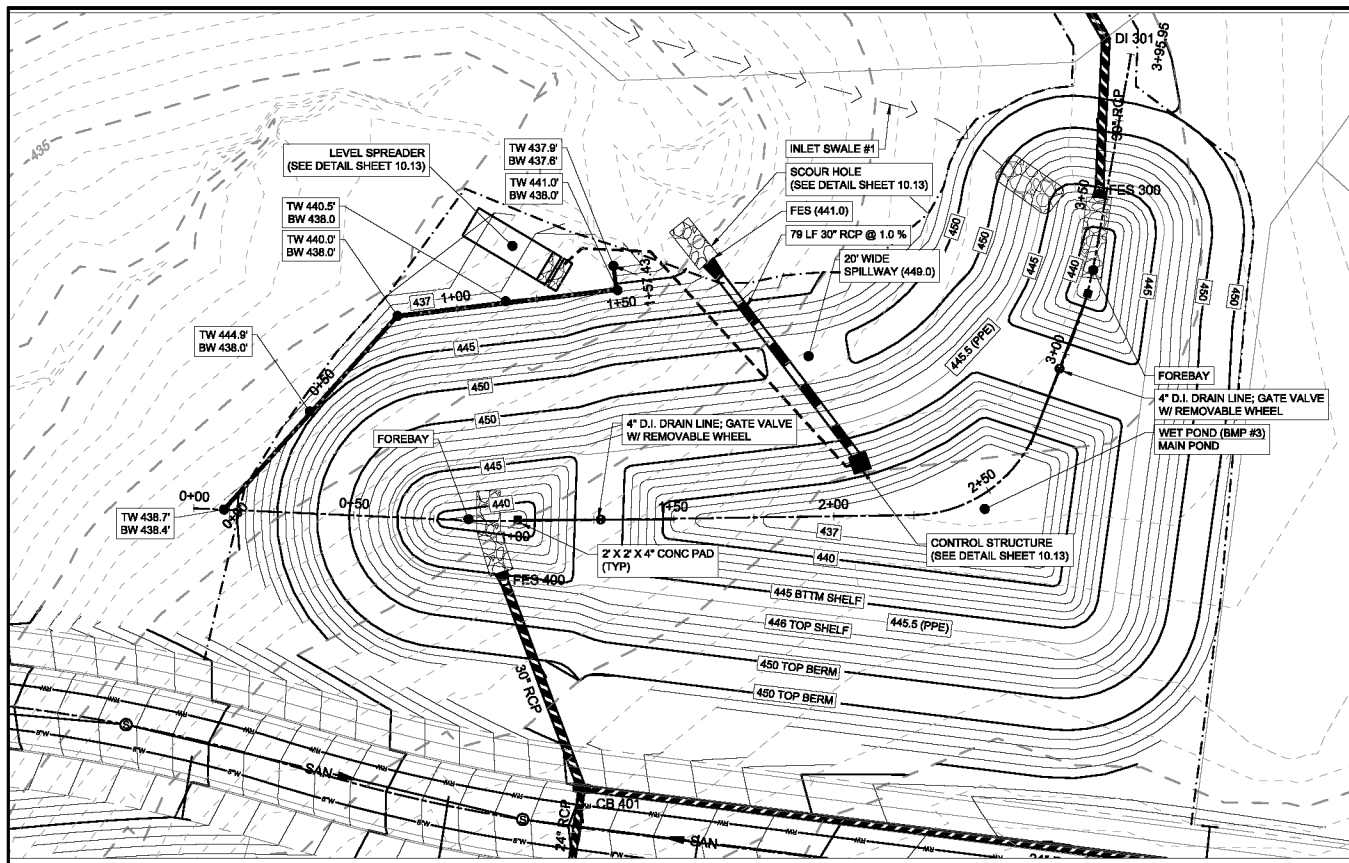 DI 301
3+95.95
30" RCP
-435
LEVEL SPREADER
(SEE DETAIL SHEET 10.13)
TW 437.9'
BW 437.6'
TW 441.0'
BW 438.0'
TW 440.5'
BW 438.0
TW 440.0'
BW 438.0'
INLET SWALE #1
SCOUR HOLE
(SEE DETAIL SHEET 10.13)
FES (441.0)
79 LF 30" RCP @ 1.0 %
20' WIDE
SPILLWAY (449.0)
FES 300
3+50
450
450
445
440
445
450
450
437
1+00
1+50
TW 444.9'
BW 438.0'
0+50
445
450
450
445.5 (PPE)
3+00
FOREBAY
4" D.I. DRAIN LINE; GATE VALVE
W/ REMOVABLE WHEEL
WET POND (BMP #3)
MAIN POND
FOREBAY
4" D.I. DRAIN LINE; GATE VALVE
W/ REMOVABLE WHEEL
445
440
0+00
0+50
1+50
2+00
2+50
437
440
TW 438.7'
BW 438.4'
CONTROL STRUCTURE
(SEE DETAIL SHEET 10.13)
2' X 2' X 4" CONC PAD
(TYP)
FES 400
445 BTTM SHELF
446 TOP SHELF
445.5 (PPE)
450 TOP BERM
450 TOP BERM
30" RCP
S
SAN
S
CB 401
24" RCP
SAN